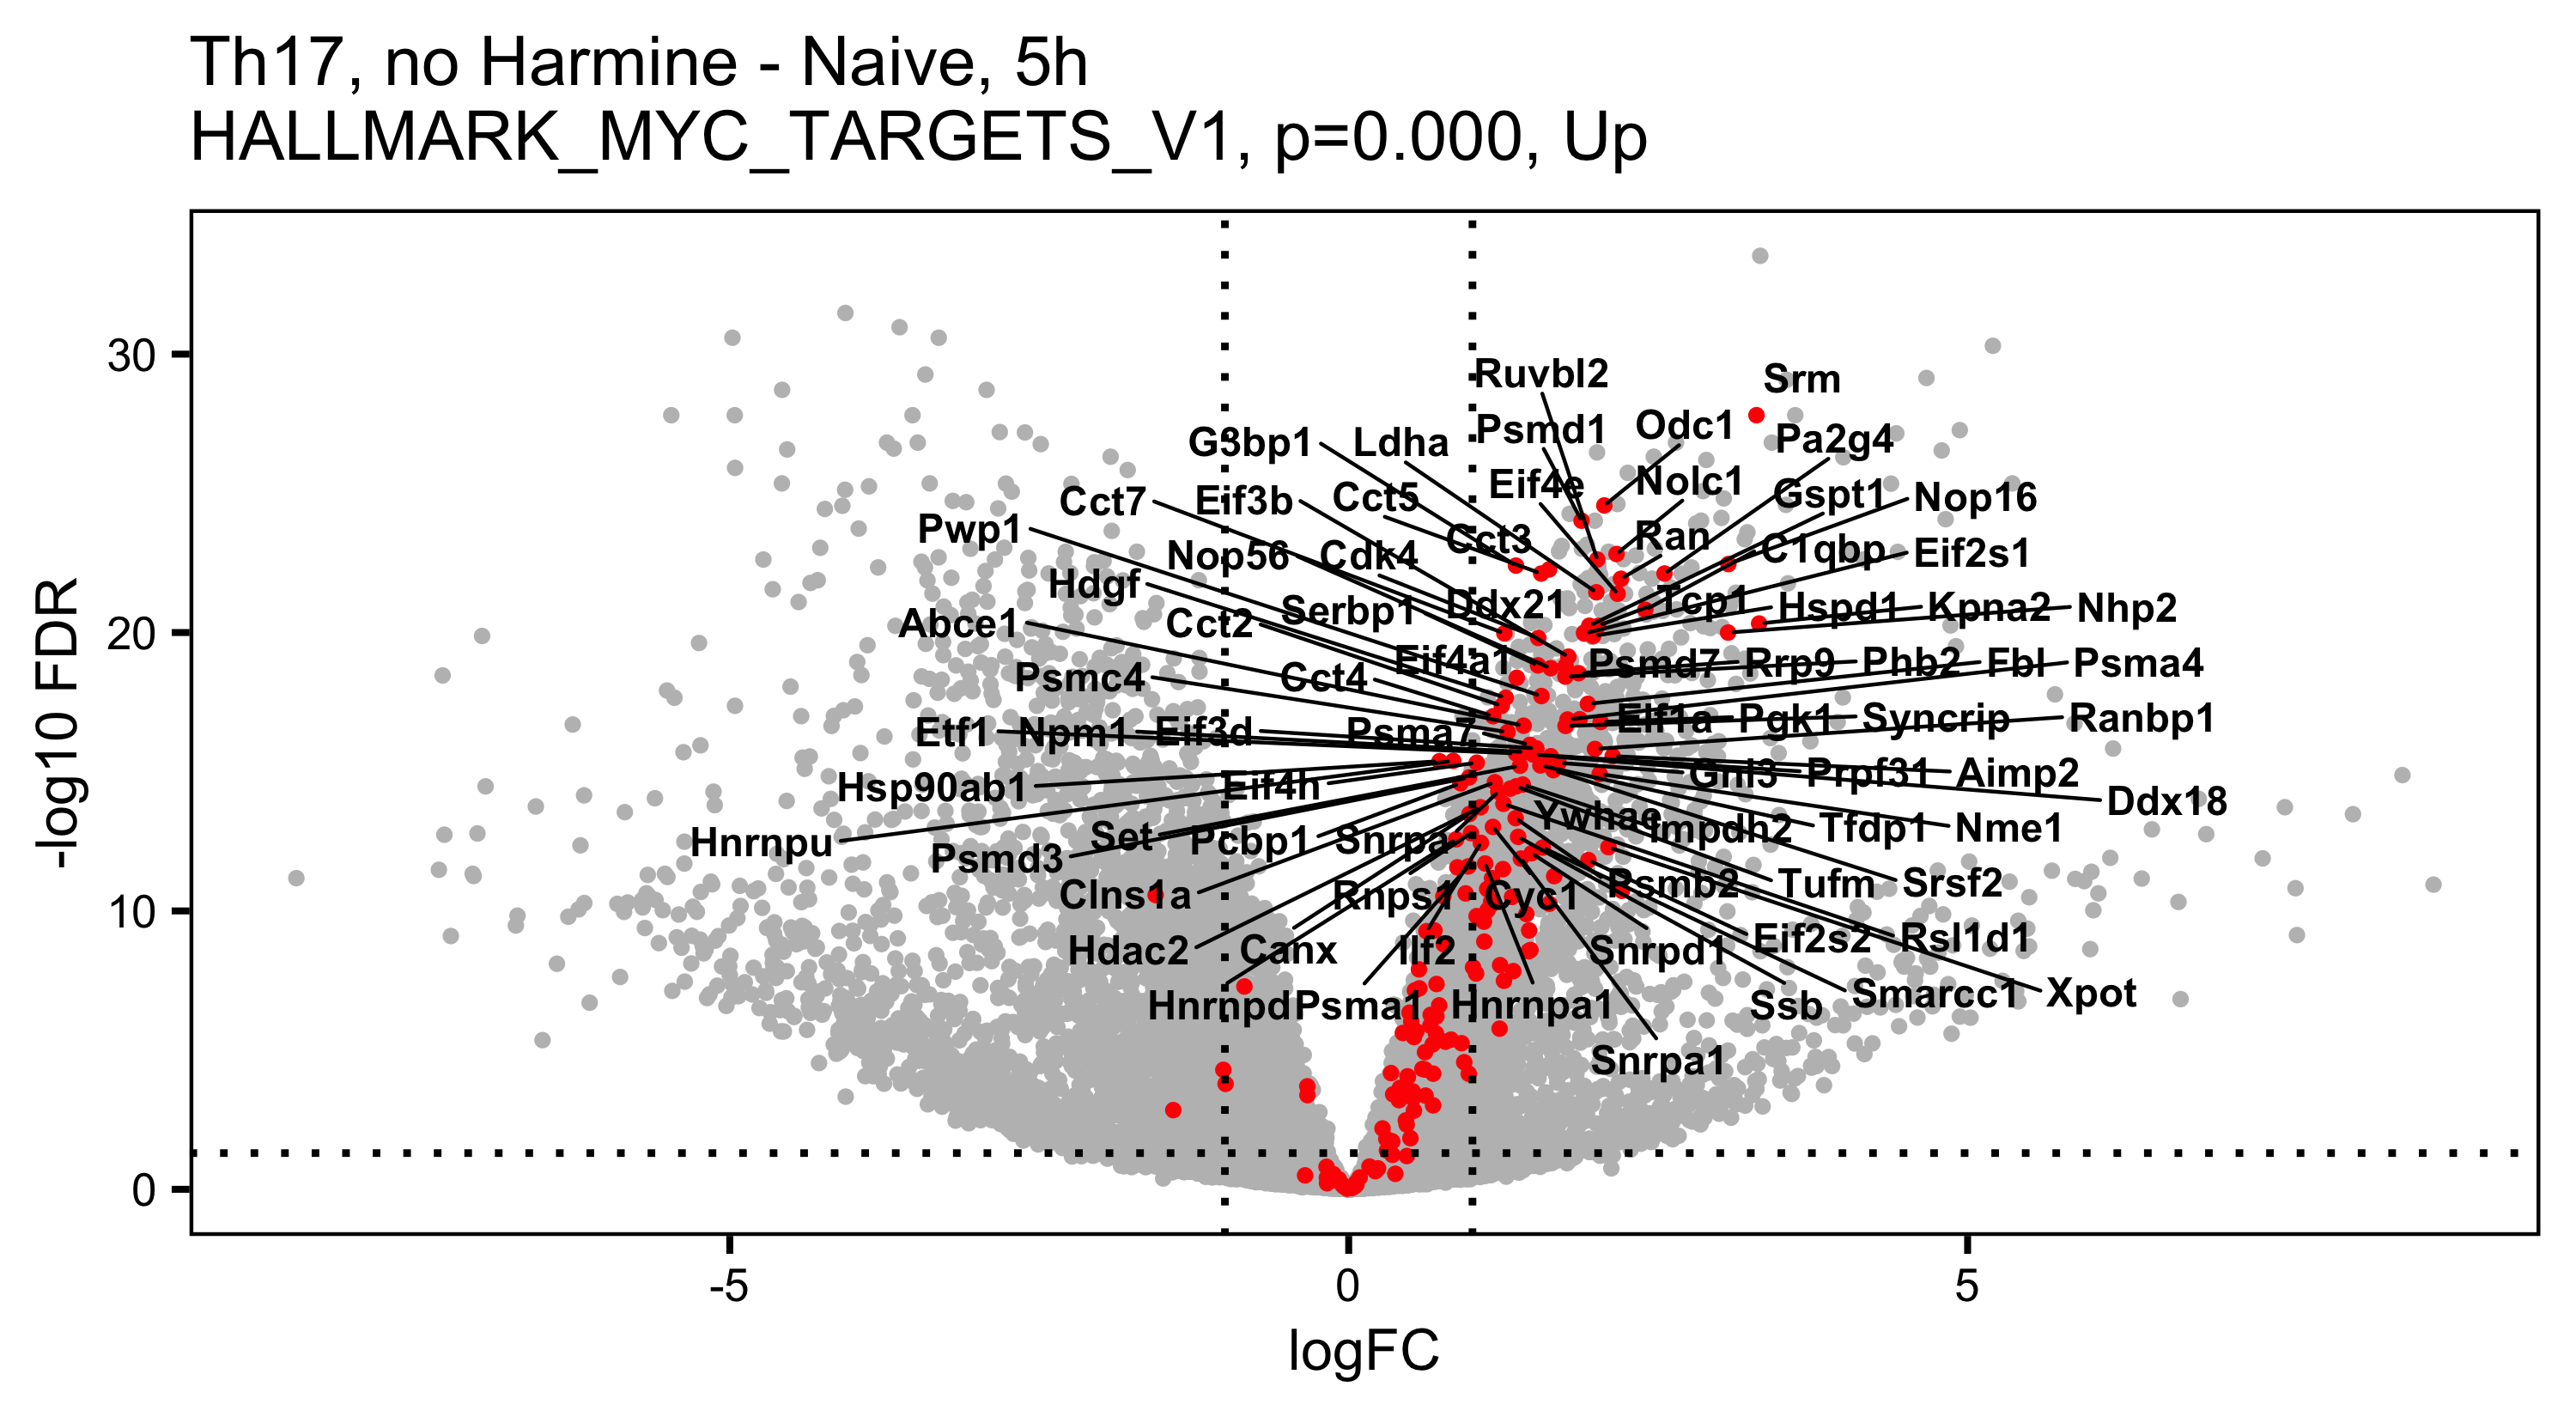 Th17, no Harmine - Naive, 5h
HALLMARK_MYC_TARGETS_V1, p=0.000, Up
-log10 FDR
30
20
10
0
Ruvbl2
Srm
Psmd1
Odc1
G3bp1
Ldha
Pa2g4
Eif4e
Nolc1
Cct7
Eif3b
Cct5
Gspt1
Nop16
Pwp1
Cct3
Ran
Nop56
Cdk4
C1qbp
Eif2s1
Hdgf
Abce1
Cct2
Serbp1
Ddx21
Tcp1
Hspd1
Kpna2
Nhp2
Psmc4
Cct4
Eif4a1
Psmd7
Rrp9
Phb2
Fbl
Psma4
Etf1
Npm1
Eif3d
Psma7
Eif1a
Pgk1
Syncrip
Ranbp1
Hsp90ab1
Eif4h
Gnl3
Prpf31
Aimp2
Ddx18
Hnrnpu
Psmd3
Set
Pcbp1
Snrpa
Ywhae
Impdh2
Tfdp1
Nme1
Clns1a
Rnps1
Cyc1
Psmb2
Tufm
Srsf2
Hdac2
Canx
Ilf2
Snrpd1
Eif2s2
Rsl1d1
Hnrnpd
Psma1
Hnrnpa1
Ssb
Smarcc1
Xpot
Snrpa1
-5
0
5
logFC